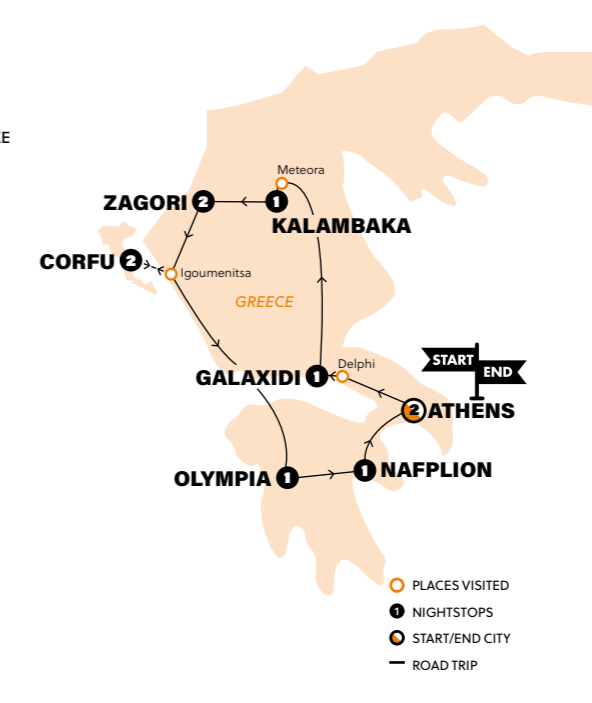 E
Meteora
ZAGORI 2
1
KALAMBAKA
CORFU 2
Igoumenitsa
GREECE
START
END
Delphi
GALAXIDI 1
2 ATHENS
OLYMPIA 1
1 NAFPLION
PLACES VISITED
1 NIGHTSTOPS
START/END CITY
ROAD TRIP